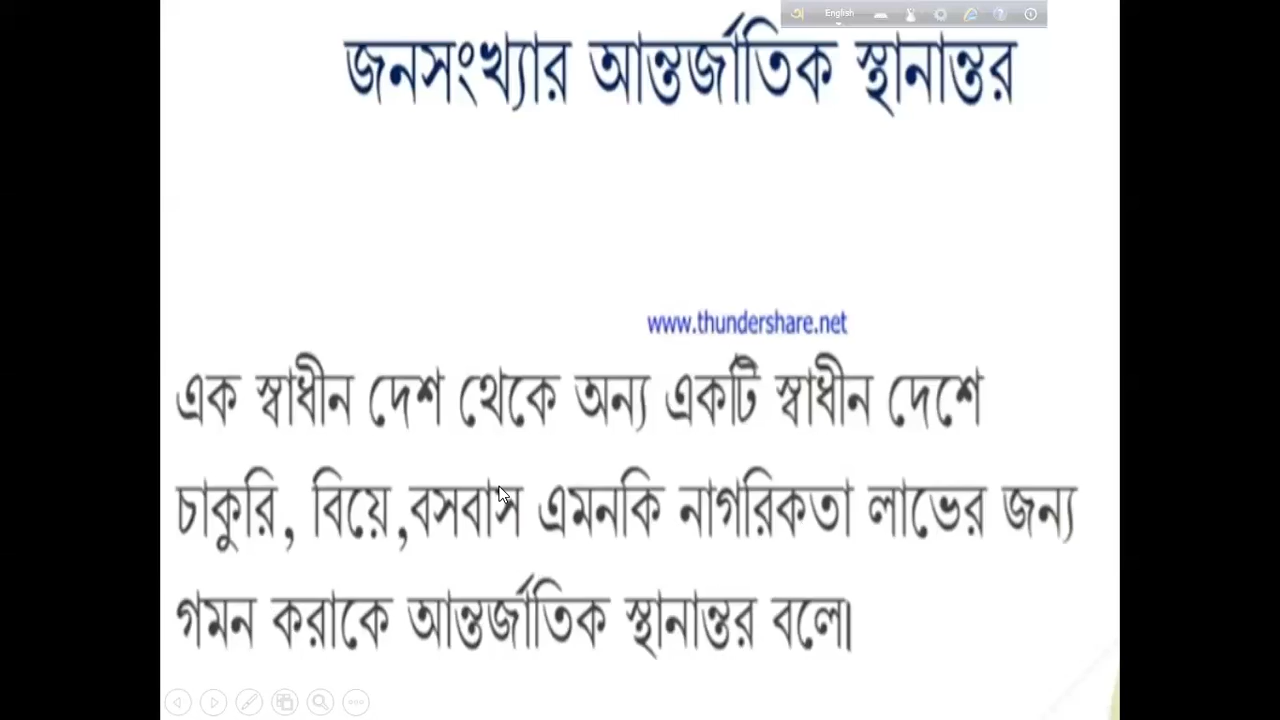 English
জনসংখ্যার আন্তর্জাতিক স্থানান্তর
www.thundershare.net
এক স্বাধীন দেশ থেকে অন্য একটি স্বাধীন দেশে
চাকুরি, বিয়ে,বসবাস এমনকি নাগরিকতা লাভের জন্য
গমন করাকে আন্তর্জাতিক স্থানান্তর বলে।